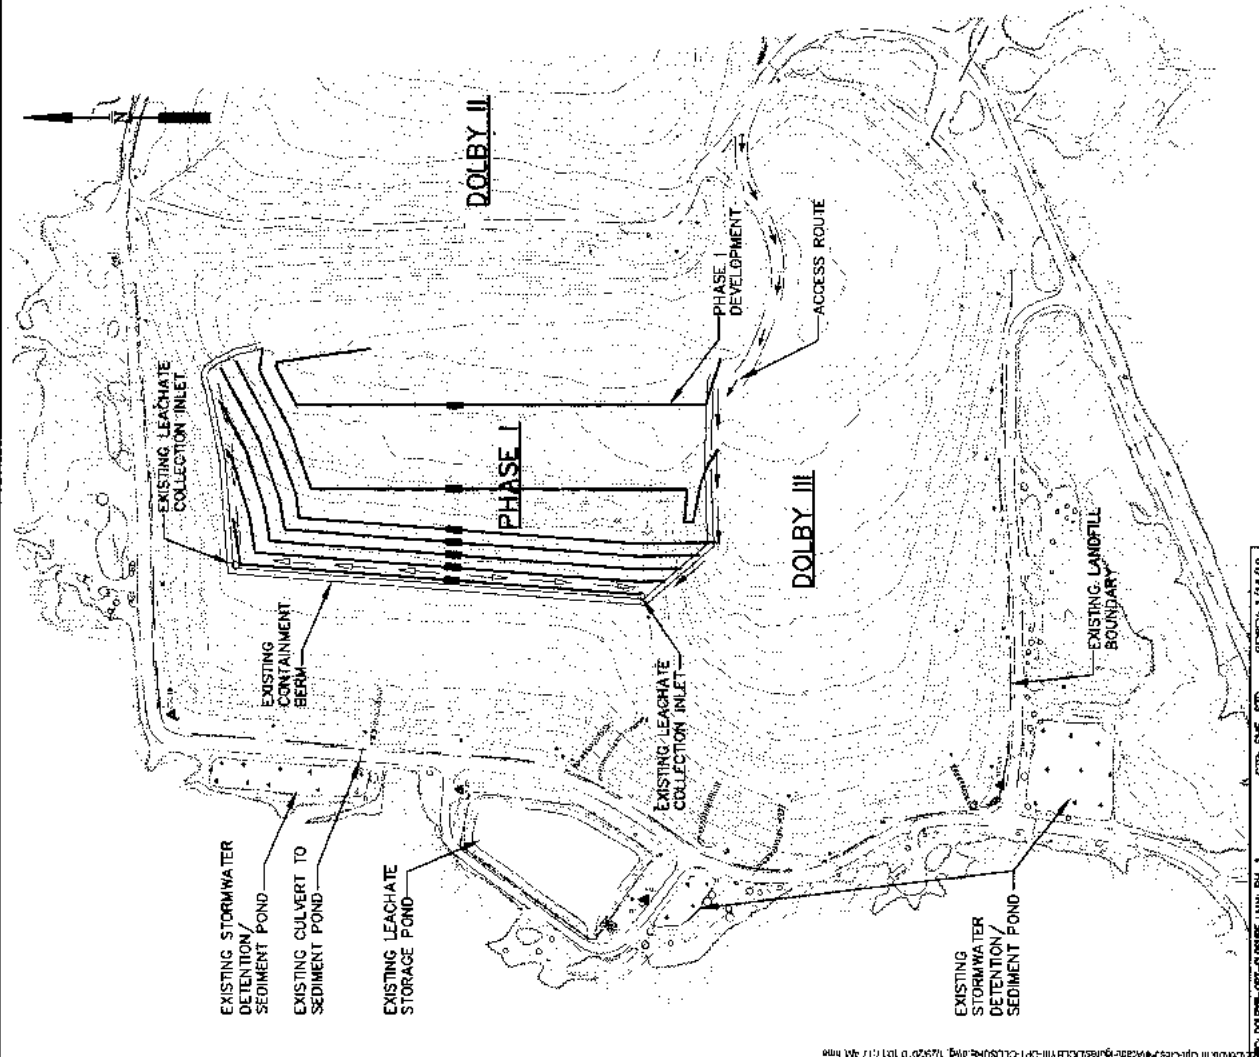 N
DOLBY II
EXISTING LEACHATE
COLLECTION INLET
PHASE I
DEVELOPMENT
ACCESS ROUTE
PHASE I
DOLBY III
EXISTING
CONTAINMENT
BERM
EXISTING LEACHATE
COLLECTION INLET
EXISTING LANDFILL
BOUNDARY
EXISTING STORMWATER
DETENTION/
SEDIMENT POND
EXISTING CULVERT TO
SEDIMENT POND
EXISTING LEACHATE
STORAGE POND
EXISTING
STORMWATER
DETENTION/
SEDIMENT POND